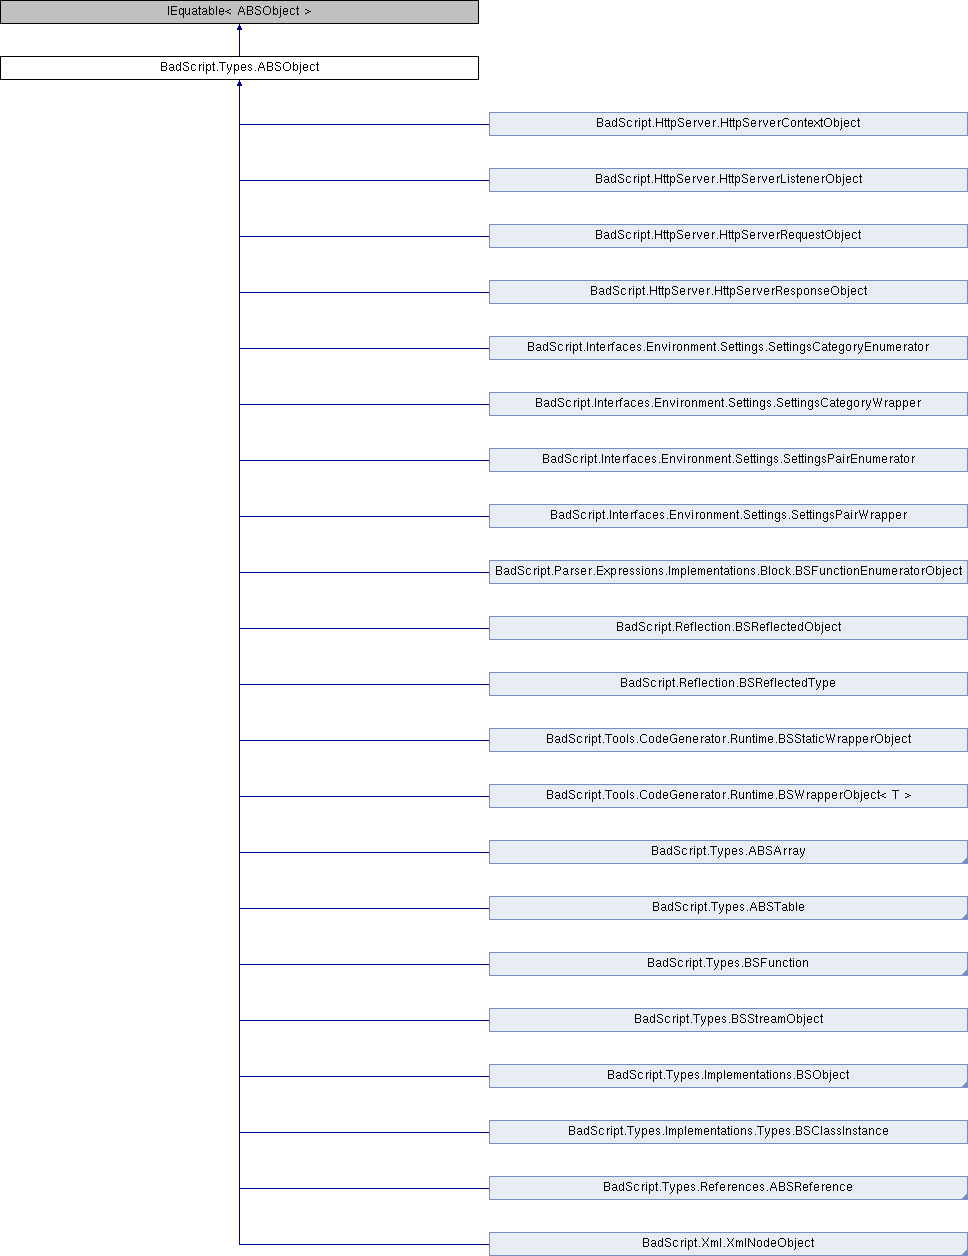 IEquatable< ABSObject >
BadScript.Types.ABSObject
BadScript.HttpServer.HttpServerContextObject
BadScript.HttpServer.HttpServerListenerObject
BadScript.HttpServer.HttpServerRequestObject
BadScript.HttpServer.HttpServerResponseObject
BadScript.Interfaces.Environment.Settings.SettingsCategoryEnumerator
BadScript.Interfaces.Environment.Settings.SettingsCategoryWrapper
BadScript.Interfaces.Environment.Settings.SettingsPairEnumerator
BadScript.Interfaces.Environment.Settings.SettingsPairWrapper
BadScript.Parser.Expressions.Implementations.Block.BSFunctionEnumeratorObject
BadScript.Reflection.BSReflectedObject
BadScript.Reflection.BSReflectedType
BadScript.Tools.CodeGenerator.Runtime.BSStaticWrapperObject
BadScript.Tools.CodeGenerator.Runtime.BSWrapperObject< T >
BadScript.Types.ABSArray
BadScript.Types.ABSTable
BadScript.Types.BSFunction
BadScript.Types.BSStreamObject
BadScript.Types.Implementations.BSObject
BadScript.Types.Implementations.Types.BSClassInstance
BadScript.Types.References.ABSReference
BadScript.Xml.XmlNodeObject